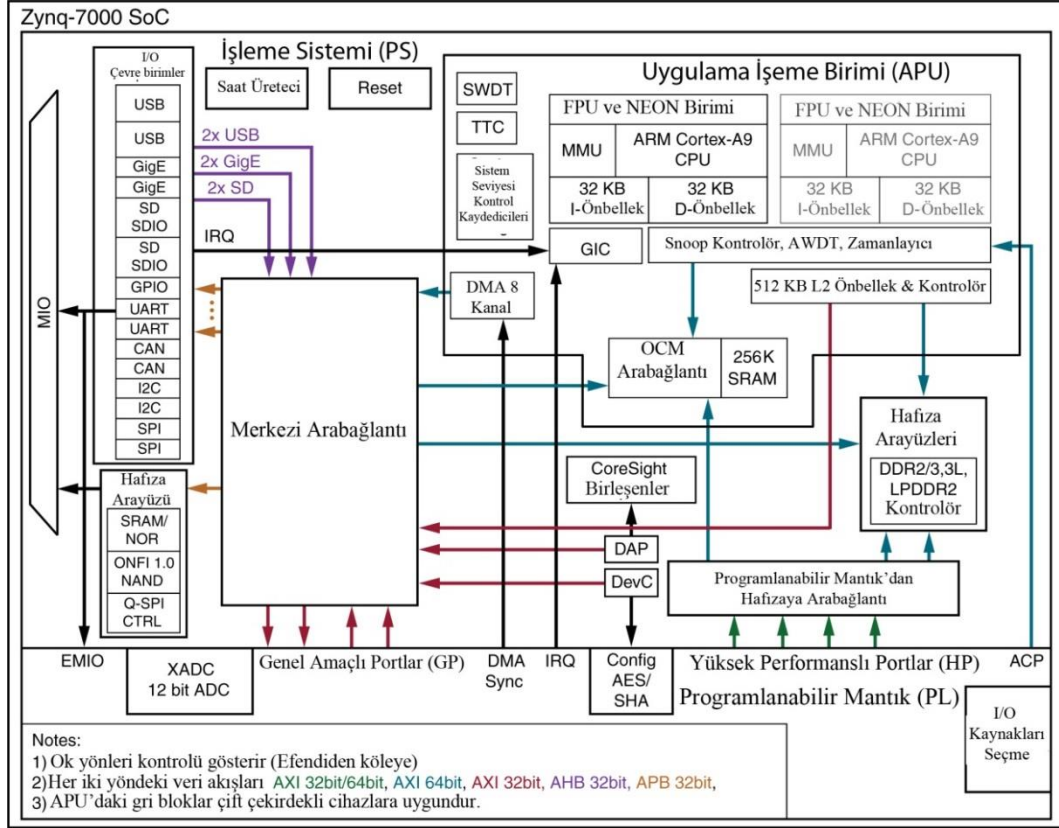 Zynq-7000 SoC
İşleme Sistemi (PS)
I/O
Çevre birimler
USB
USB
GigE
GigE
SD
SDIO
SD
SDIO
GPIO
UART
UART
CAN
CAN
I2C
I2C
SPI
SPI
MIO
Saat Üreteci
Reset
2x USB
2x GigE
2x SD
IRQ
Uygulama İşeme Birimi (APU)
SWDT
TTC
Sistem
Seviyesi
Kontrol
Kaydedicileri
FPU ve NEON Birimi
MMU
ARM Cortex-A9
CPU
32 KB
I-Önbellek
32 KB
D-Önbellek
FPU ve NEON Birimi
MMU
ARM Cortex-A9
CPU
32 KB
I-Önbellek
32 KB
D-Önbellek
GIC
Snoop Kontrolör, AWDT, Zamanlayıcı
512 KB L2 Önbellek & Kontrolör
DMA 8
Kanal
OCM
Arabağlantı
256K
SRAM
Merkezi Arabağlantı
Hafıza
Arayüzleri
DDR2/3,3L,
LPDDR2
Kontrolör
Hafıza
Arayüzü
SRAM/
NOR
ONFI 1.0
NAND
Q-SPI
CTRL
CoreSight
Birleşenler
DAP
DevC
Programlanabilir Mantık'dan
Hafızaya Arabağlantı
EMIO
XADC
12 bit ADC
Genel Amaçlı Portlar (GP)
DMA
Sync
IRQ
Config
AES/
SHA
Yüksek Performanslı Portlar (HP)
ACP
Programlanabilir Mantık (PL)
I/O
Kaynakları
Seçme
Notes:
1) Ok yönleri kontrolü gösterir (Efendiden köleye)
2)Her iki yöndeki veri akışları AXI 32bit/64bit, AXI 64bit, AXI 32bit, AHB 32bit, APB 32bit,
3) APU'daki gri bloklar çift çekirdekli cihazlara uygundur.